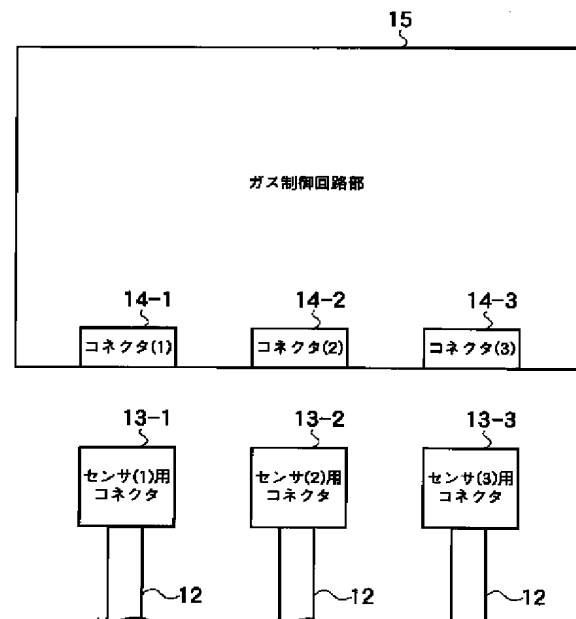 15
ガス制御回路部
14-1 14-2 14-3
コネクタ(1) コネクタ(2) コネクタ(3)
13-1 13-2 13-3
センサ(1)用 センサ(2)用 センサ(3)用
コネクタ コネクタ コネクタ
12 12 12